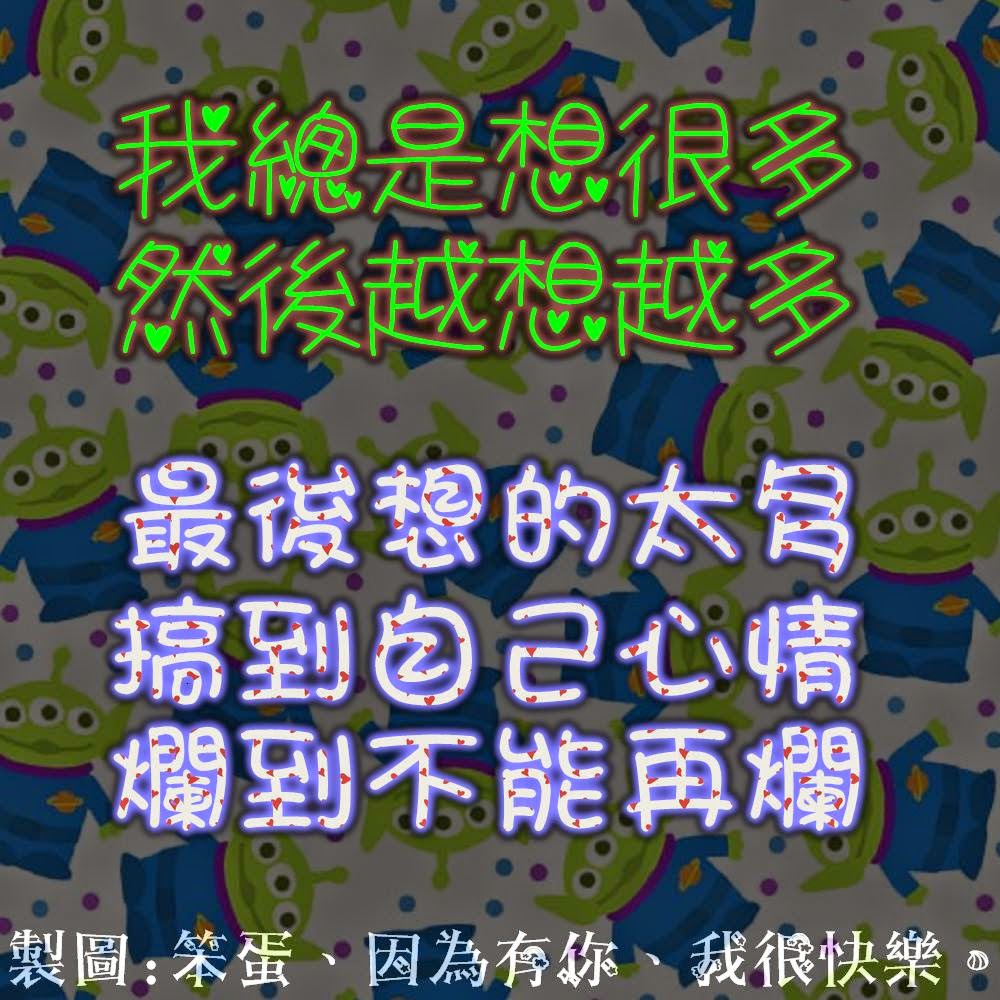 我總是想很多
然後越想越多
最後想的太多
搞到自己心情
爛到不能再爛
製圖:笨蛋、因為有你、我很快樂。